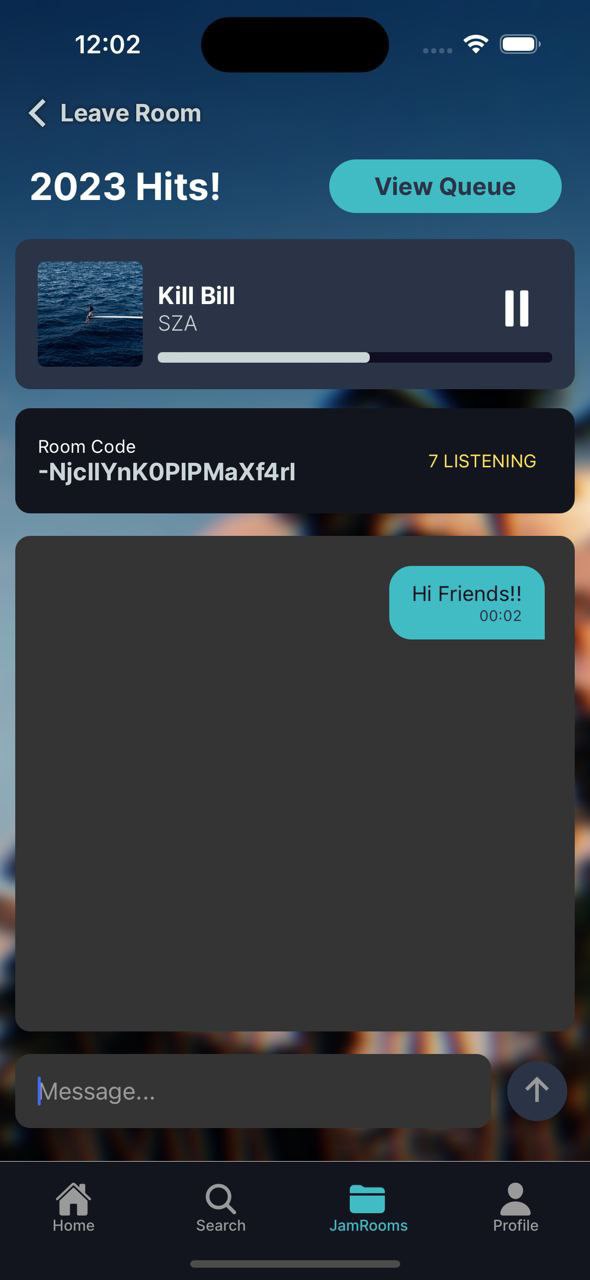 12:02
Leave Room
2023 Hits!
View Queue
Kill Bill
SZA
Room Code
-NjcllYnK0PlPMaXf4rl
7 LISTENING
Hi Friends!!
00:02
Message...
Home
Search
JamRooms
Profile